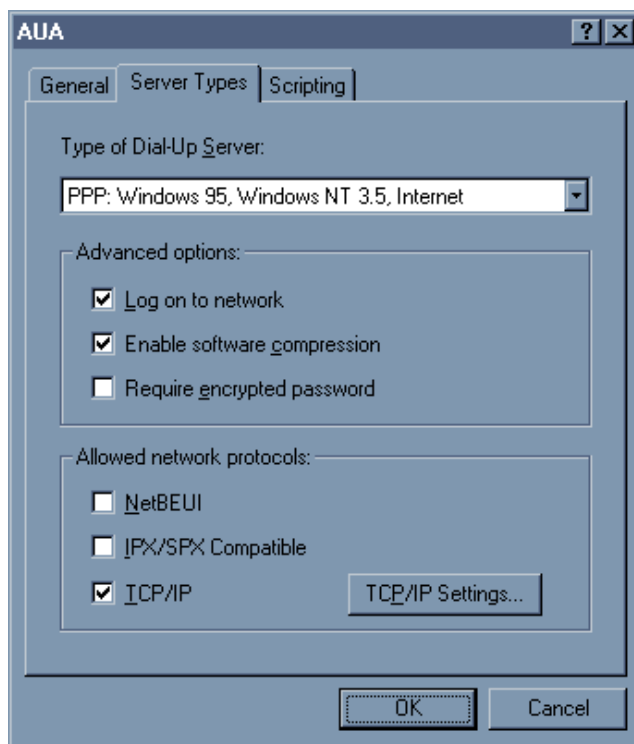 AUA
General Server Types Scripting
Type of Dial-Up Server:
PPP: Windows 95, Windows NT 3.5, Internet
Advanced options:
Log on to network
Enable software compression
Require encrypted password
Allowed network protocols:
NetBEUI
IPX/SPX Compatible
TCP/IP TCP/IP Settings...
OK Cancel